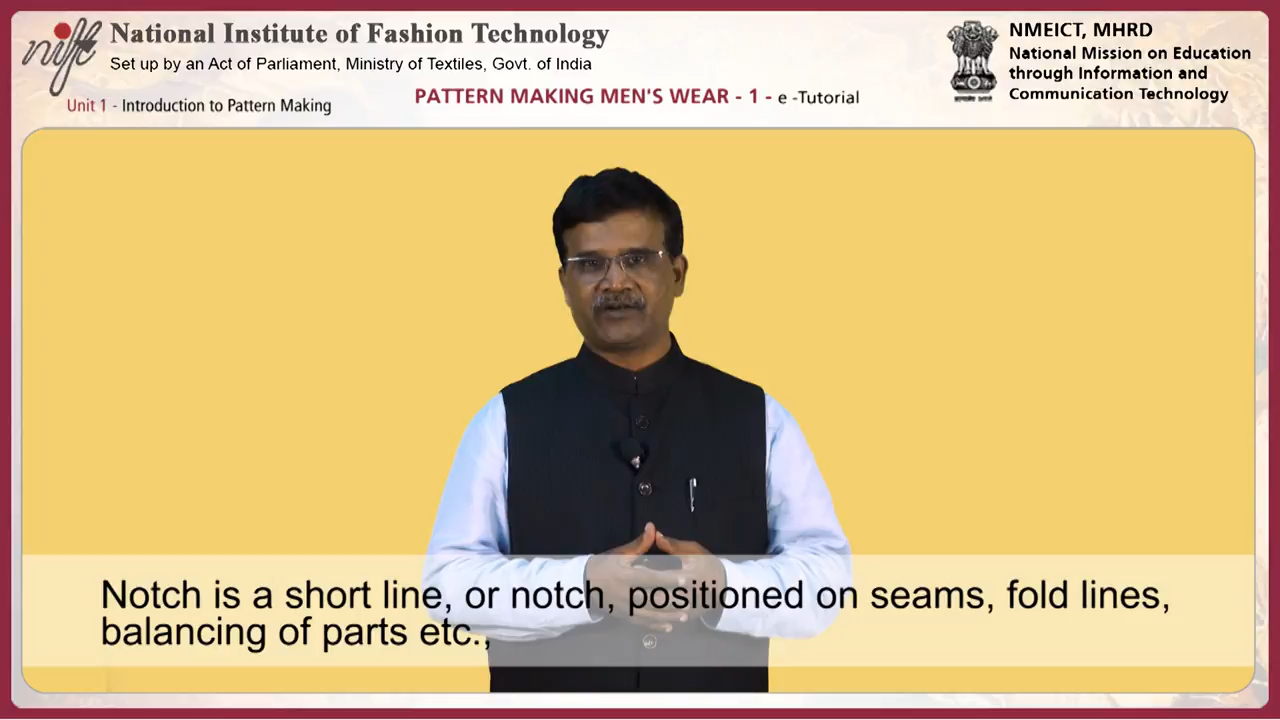 nift
National Institute of Fashion Technology
Set up by an Act of Parliament, Ministry of Textiles, Govt. of India
Unit 1 - Introduction to Pattern Making
PATTERN MAKING MEN'S WEAR - 1 - e -Tutorial
NMEICT, MHRD
National Mission on Education
through Information and
Communication Technology
Notch is a short line, or notch, positioned on seams, fold lines,
balancing of parts etc.,